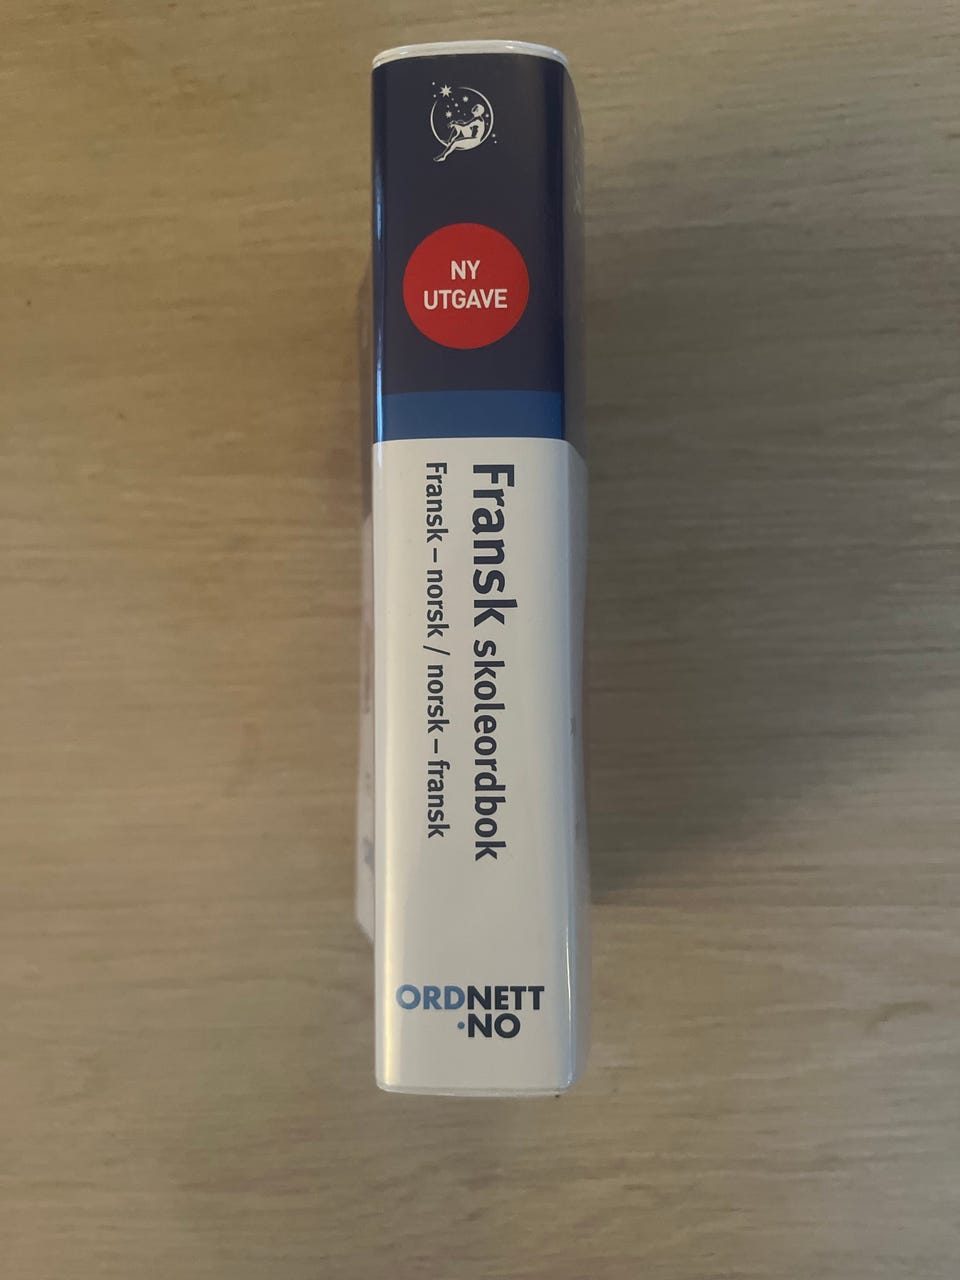 NY
UTGAVE
Fransk skoleordbok
Fransk – norsk / norsk – fransk
ORDNETT
.NO